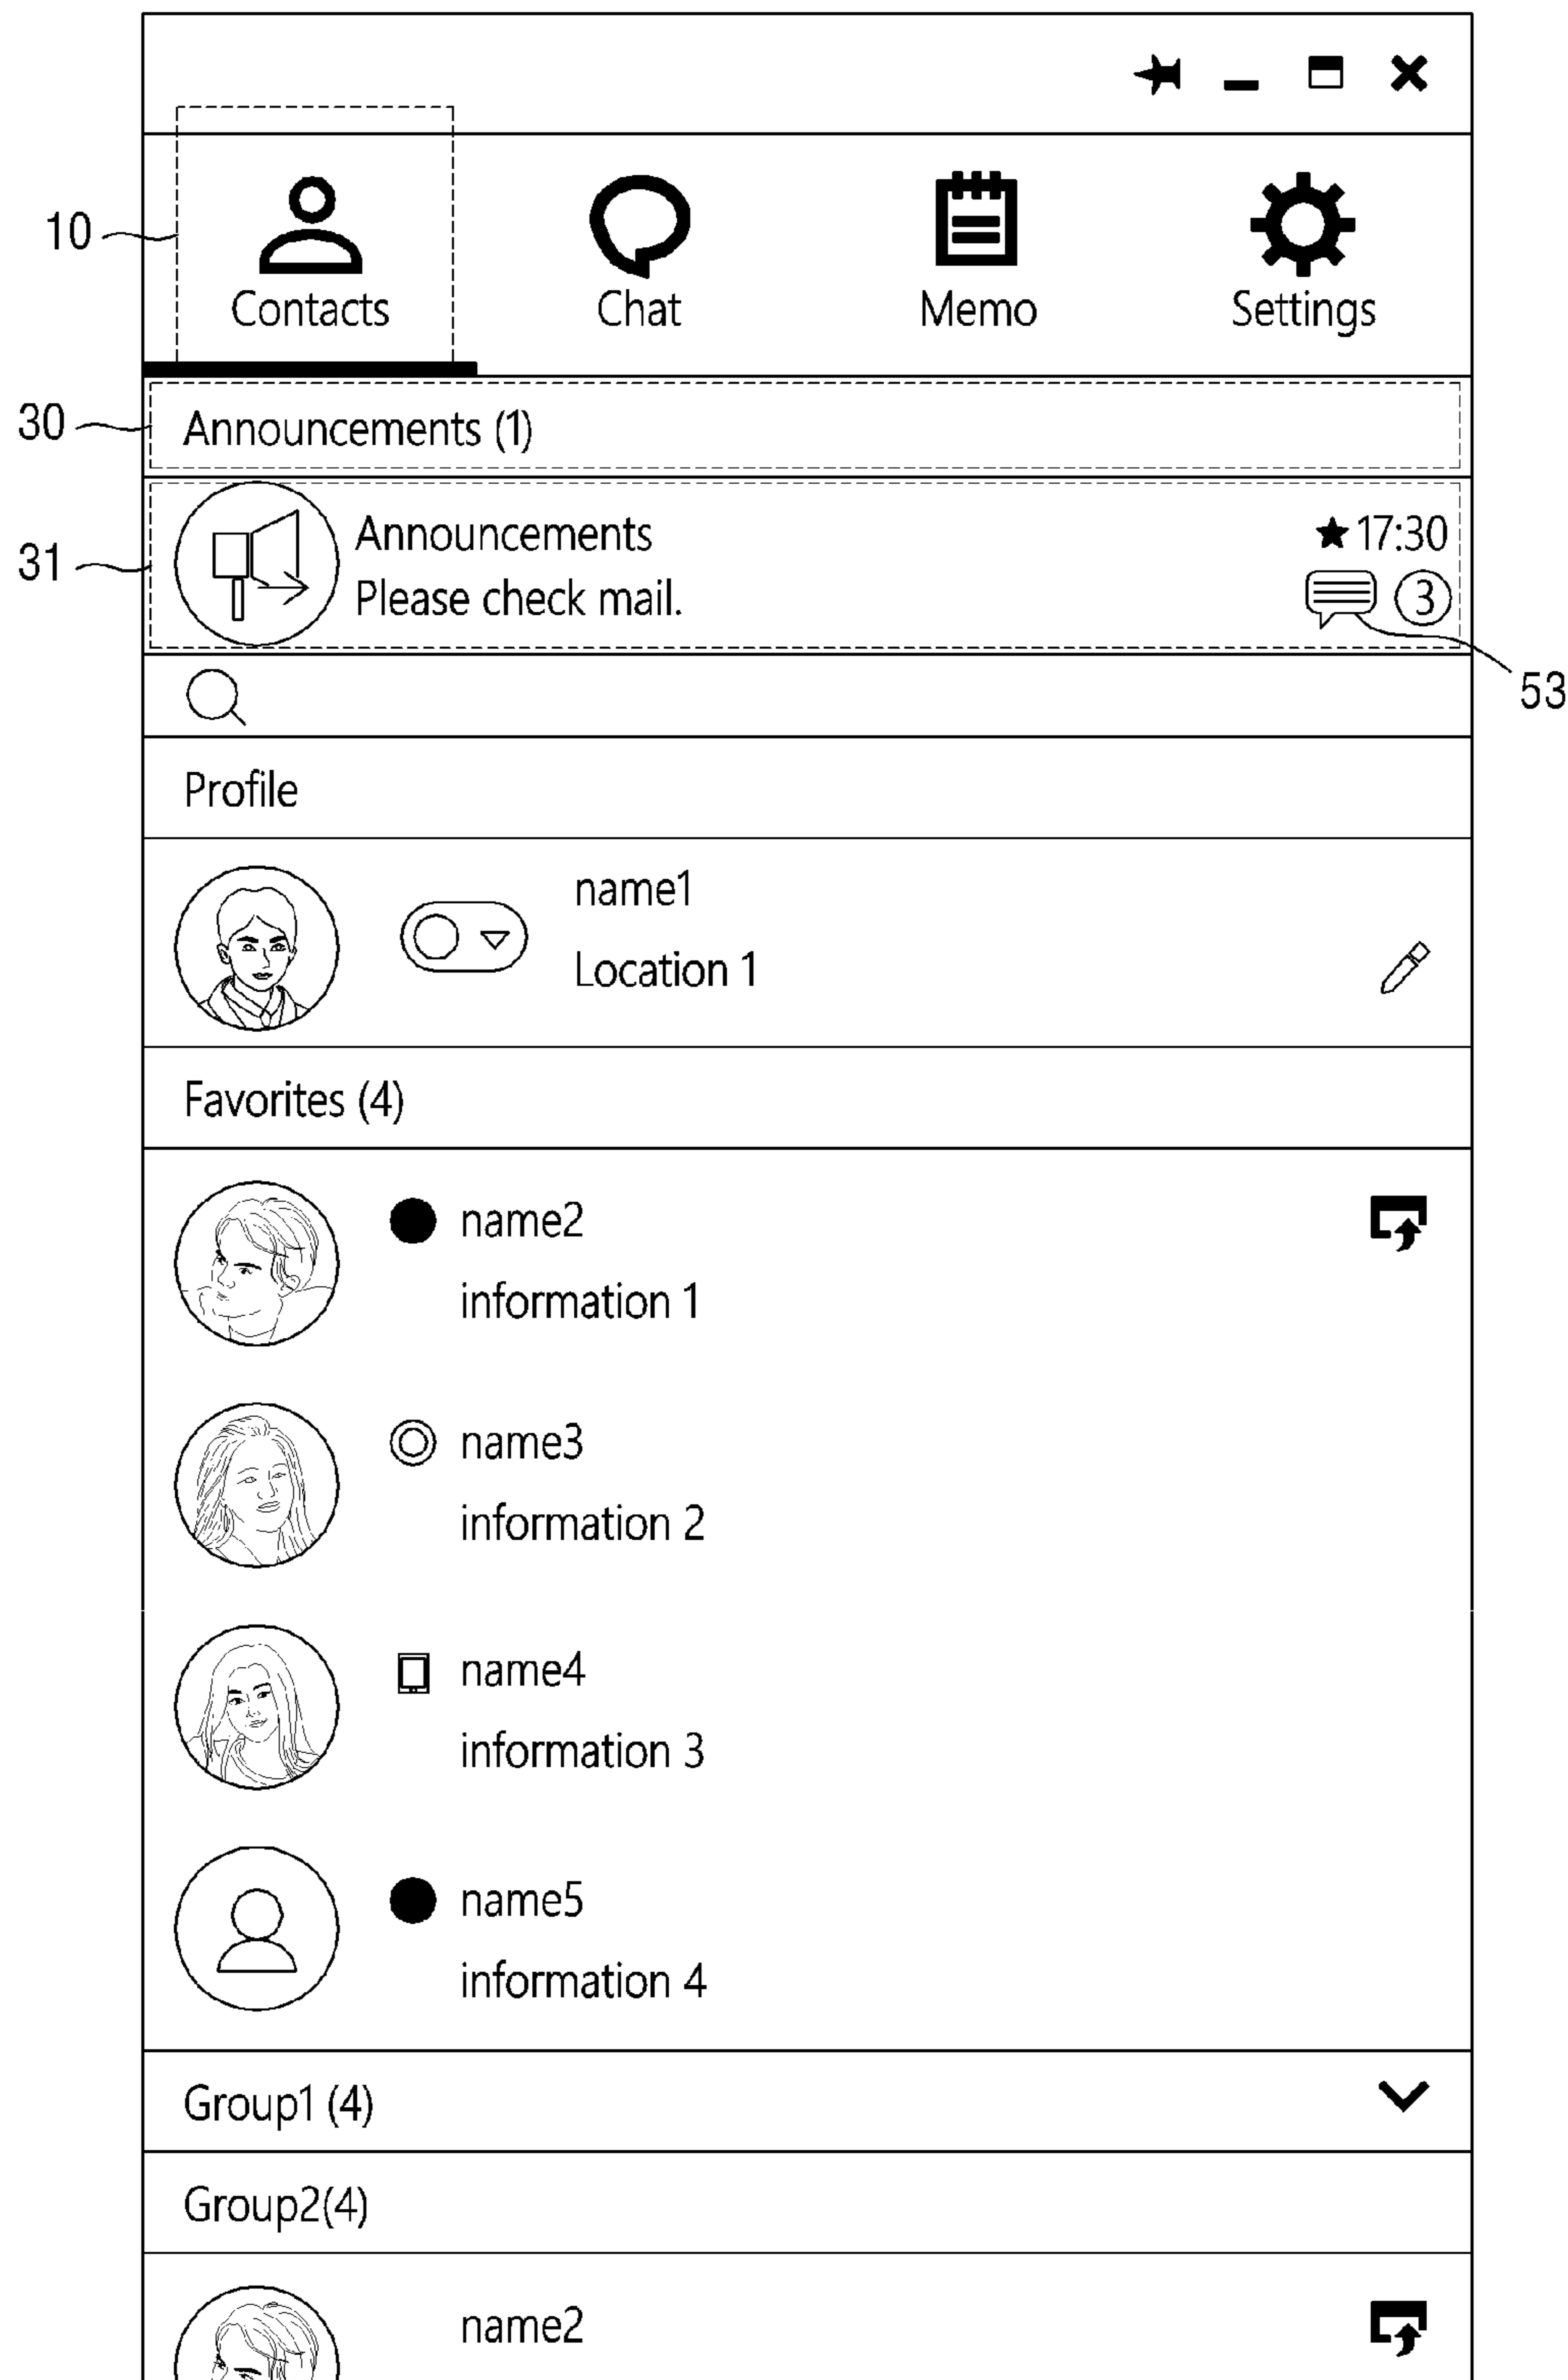 10
Contacts
Chat
Memo
Settings
30
Announcements (1)
31
Announcements
17:30
Please check mail.
3
53
Profile
name1
Location 1
Favorites (4)
name2
information 1
name3
information 2
name4
information 3
name5
information 4
Group1 (4)
Group2(4)
name2